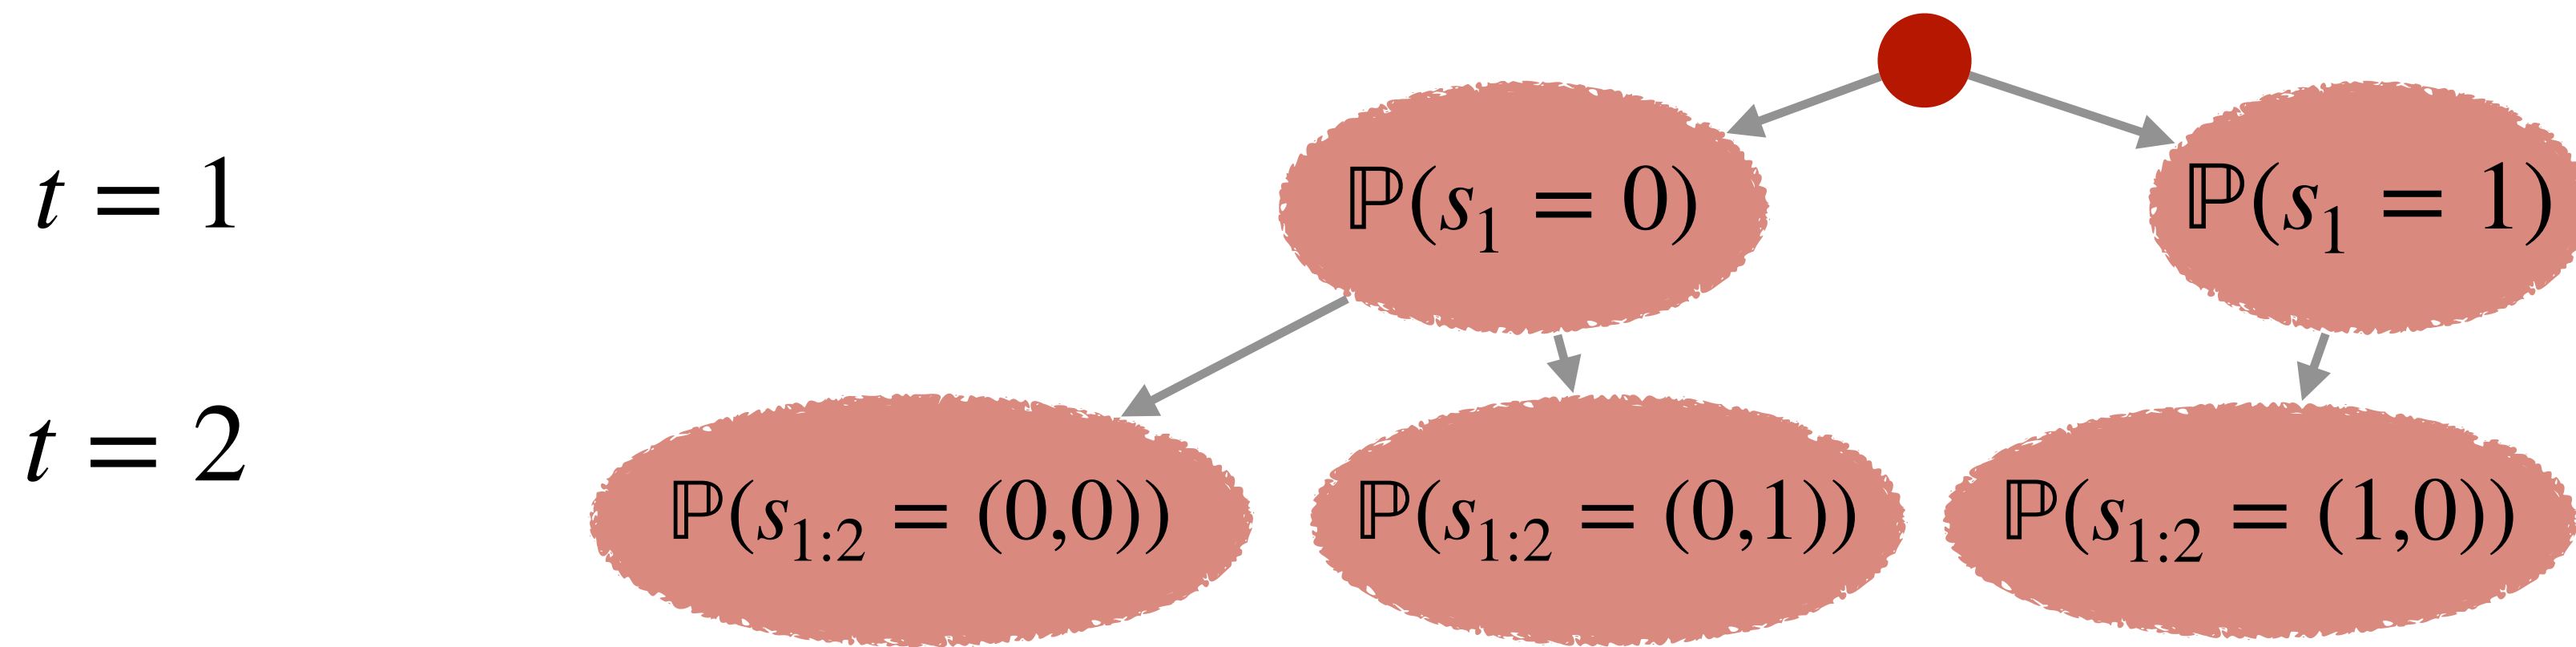 t = 1
ℙ(s₁ = 0)
ℙ(s₁ = 1)
t = 2
ℙ(s₁:₂ = (0,0))
ℙ(s₁:₂ = (0,1))
ℙ(s₁:₂ = (1,0))